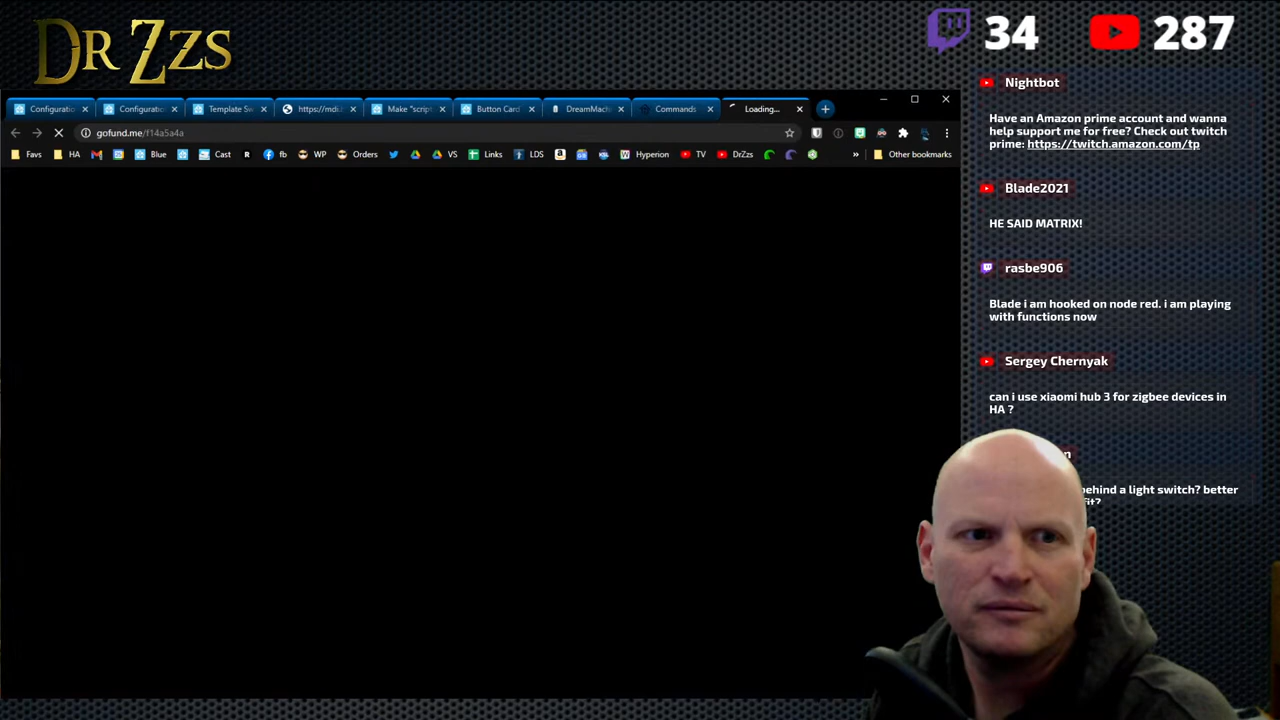 DR ZZS
34
287
Configuratio
Configuration
Template Sw
https://mdi.
Make "script
Button Card
DreamMach
Commands
Loading...
gofund.me/f14a5a4a
Favs
HA
Blue
Cast
R
fb
WP
Orders
VS
Links
LDS
Hyperion
TV
DrZzs
Other bookmarks
Nightbot
Have an Amazon prime account and wanna
help support me for free? Check out twitch
prime: https://twitch.amazon.com/tp
Blade2021
HE SAID MATRIX!
rasbe906
Blade i am hooked on node red. i am playing
with functions now
Sergey Chernyak
can i use xiaomi hub 3 for zigbee devices in
HA ?
behind a light switch? better
fit?